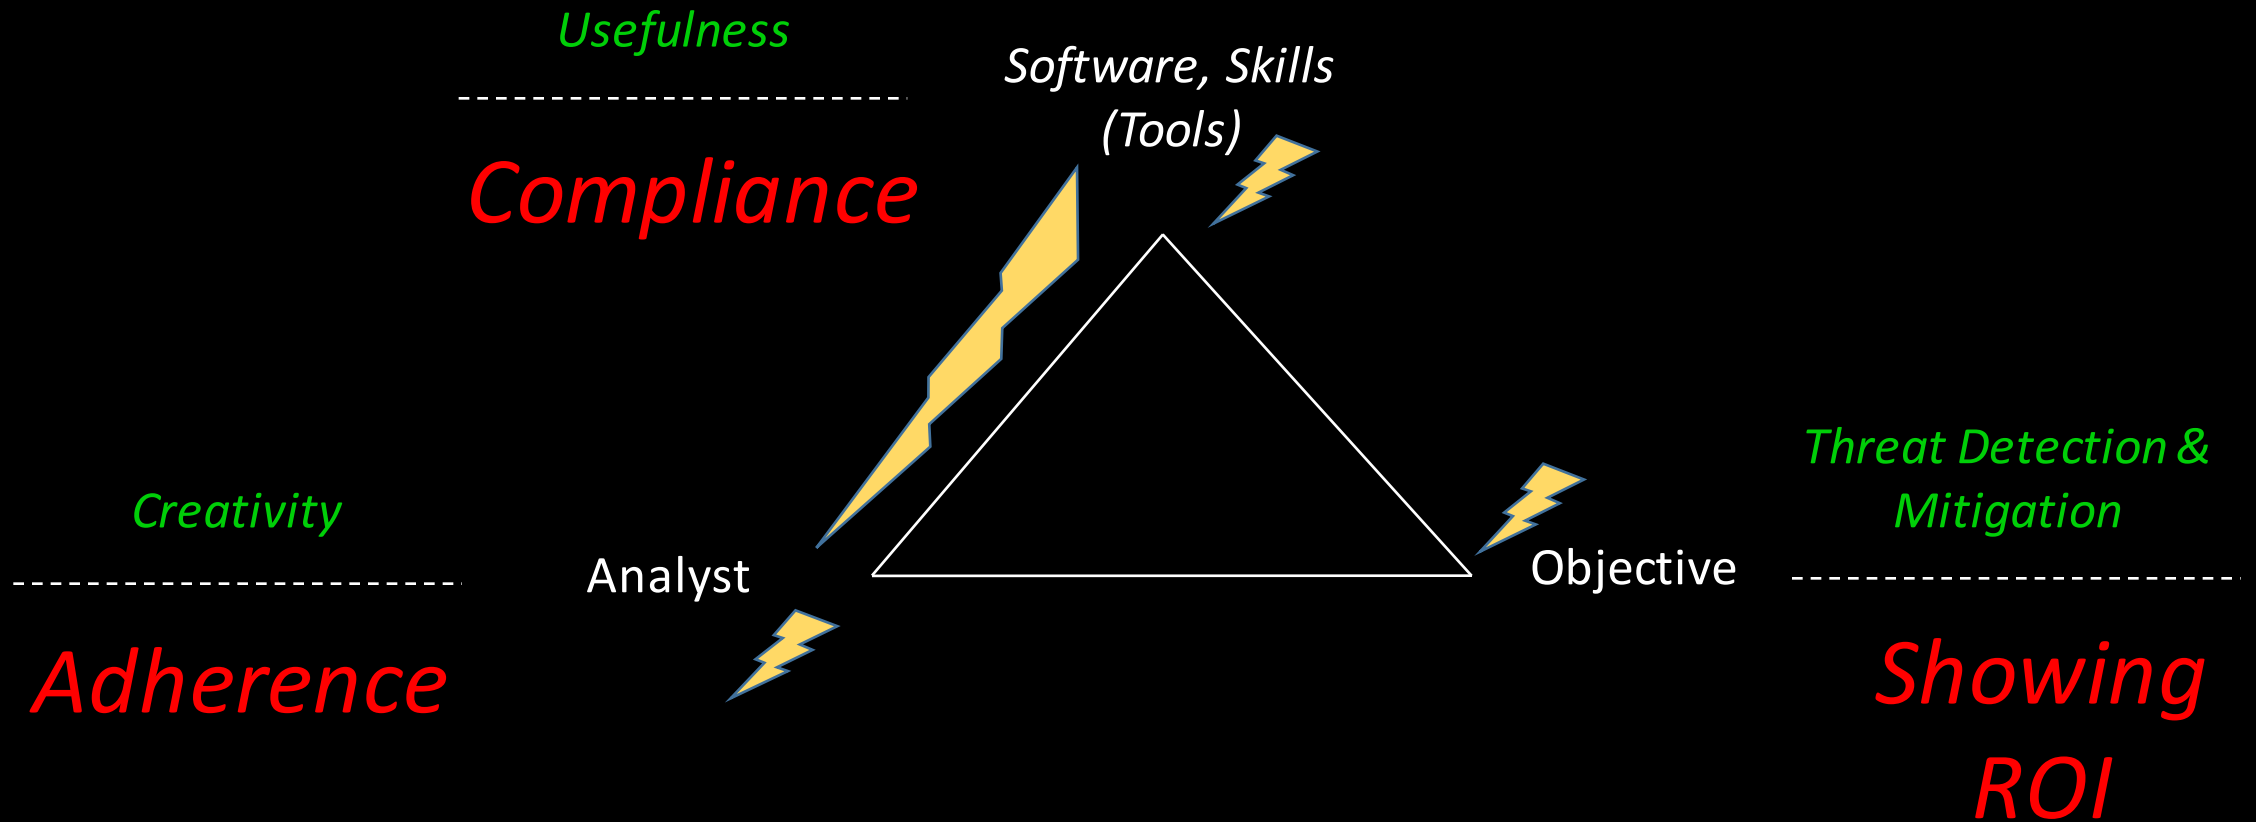 Usefulness
Compliance
Software, Skills
(Tools)
Creativity
Adherence
Analyst
Objective
Threat Detection &
Mitigation
Showing
ROI